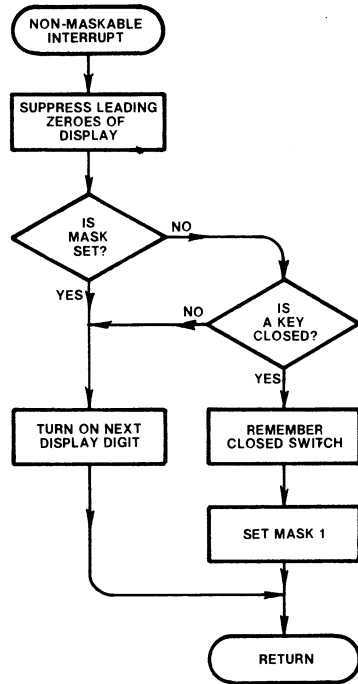 NON-MASKABLE
INTERRUPT
SUPPRESS LEADING
ZEROES OF
DISPLAY
IS
MASK
SET?
NO
YES
IS
A KEY
CLOSED?
NO
YES
TURN ON NEXT
DISPLAY DIGIT
REMEMBER
CLOSED SWITCH
SET MASK 1
RETURN